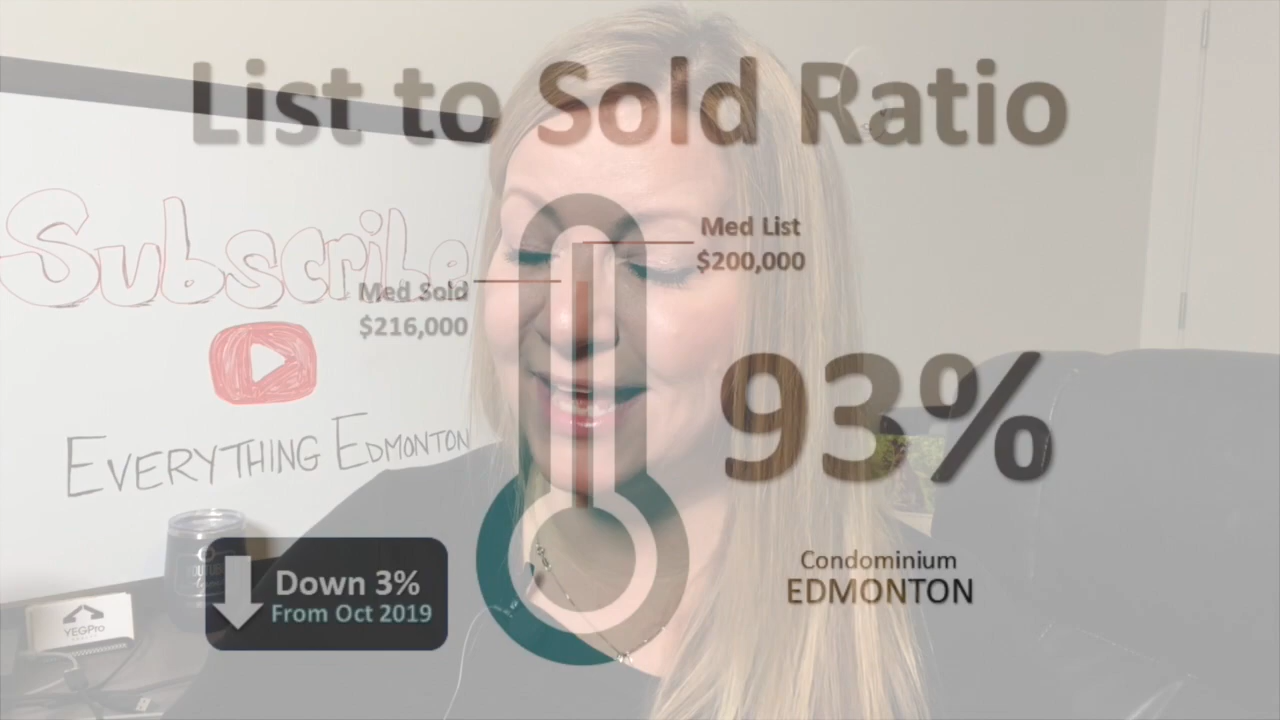 List to Sold Ratio
Subscribe
Med List
$200,000
Med Sold
$216,000
93%
EVERYTHING EDMONTON
Condominium
EDMONTON
Down 3%
From Oct 2019
YEGPro